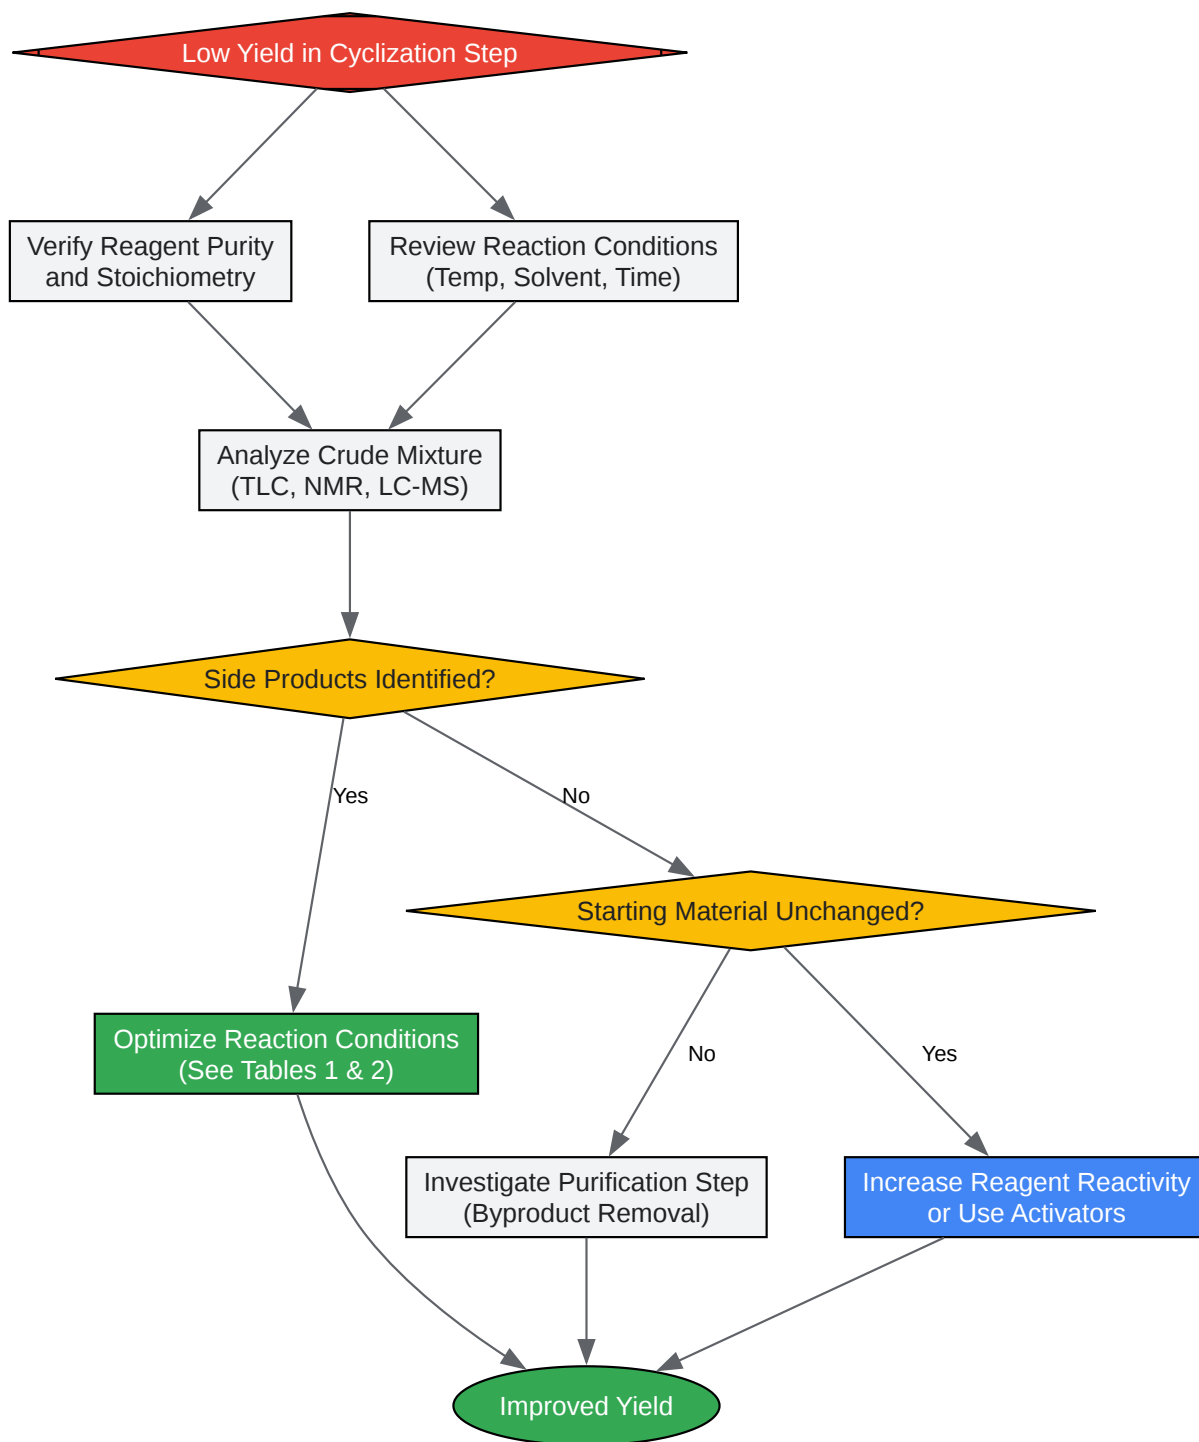 Low Yield in Cyclization Step
Verify Reagent Purity
and Stoichiometry
Review Reaction Conditions
(Temp, Solvent, Time)
Analyze Crude Mixture
(TLC, NMR, LC-MS)
Side Products Identified?
Yes
No
Starting Material Unchanged?
Optimize Reaction Conditions
(See Tables 1 & 2)
No
Yes
Investigate Purification Step
(Byproduct Removal)
Increase Reagent Reactivity
or Use Activators
Improved Yield